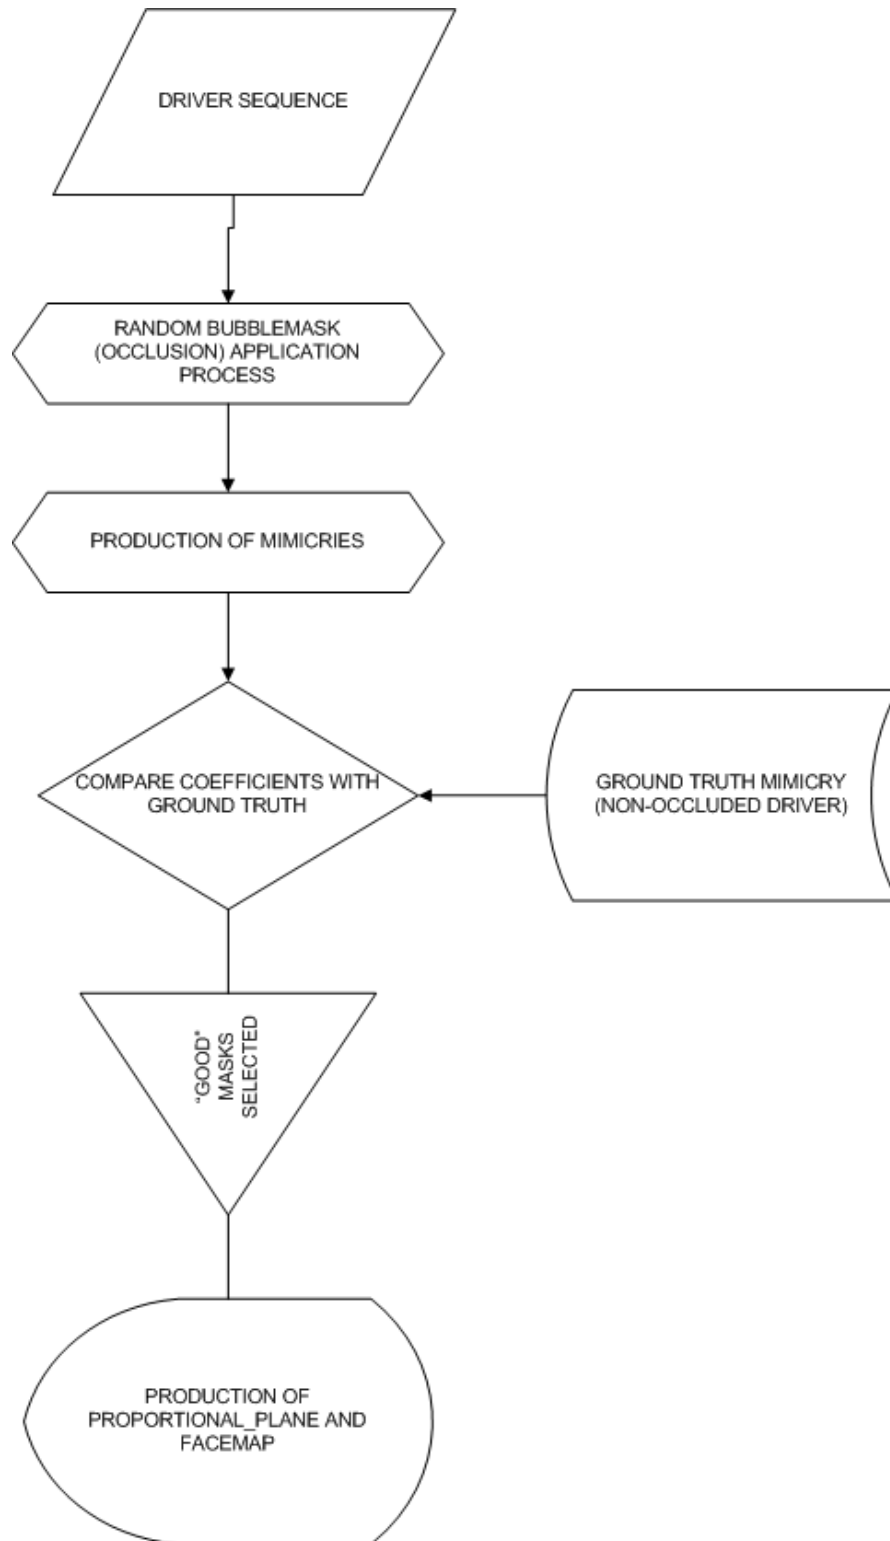 DRIVER SEQUENCE
RANDOM BUBBLEMASK
(OCCLUSION) APPLICATION
PROCESS
PRODUCTION OF MIMICRIES
COMPARE COEFFICIENTS WITH
GROUND TRUTH
GROUND TRUTH MIMICRY
(NON-OCCLUDED DRIVER)
"GOOD"
MASKS
SELECTED
PRODUCTION OF
PROPORTIONAL_PLANE AND
FACEMAP